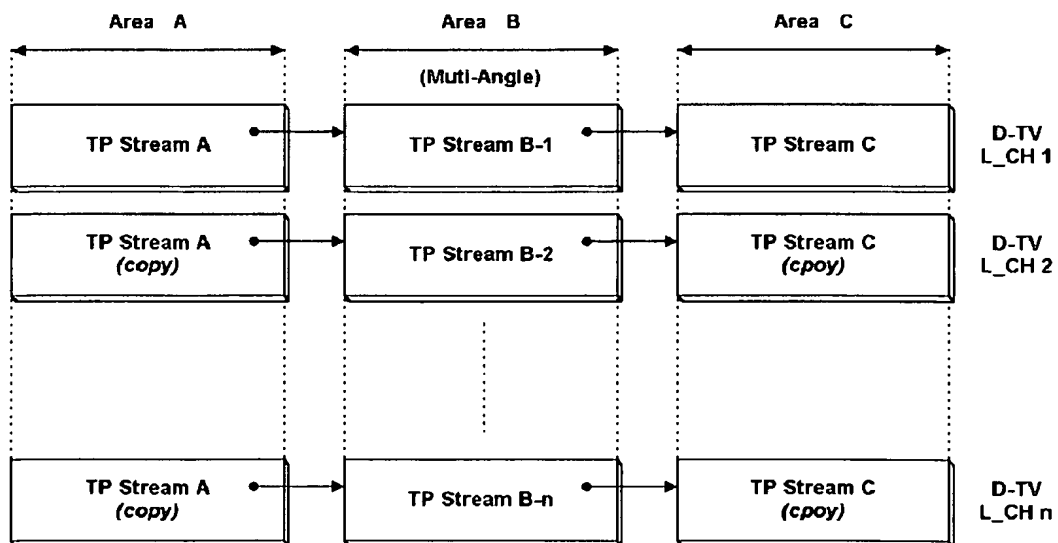 Area A
Area B
Area C
(Muti-Angle)
TP Stream A
TP Stream B-1
TP Stream C
D-TV
L_CH 1
TP Stream A
(copy)
TP Stream B-2
TP Stream C
(cpoy)
D-TV
L_CH 2
TP Stream A
(copy)
TP Stream B-n
TP Stream C
(cpoy)
D-TV
L_CH n